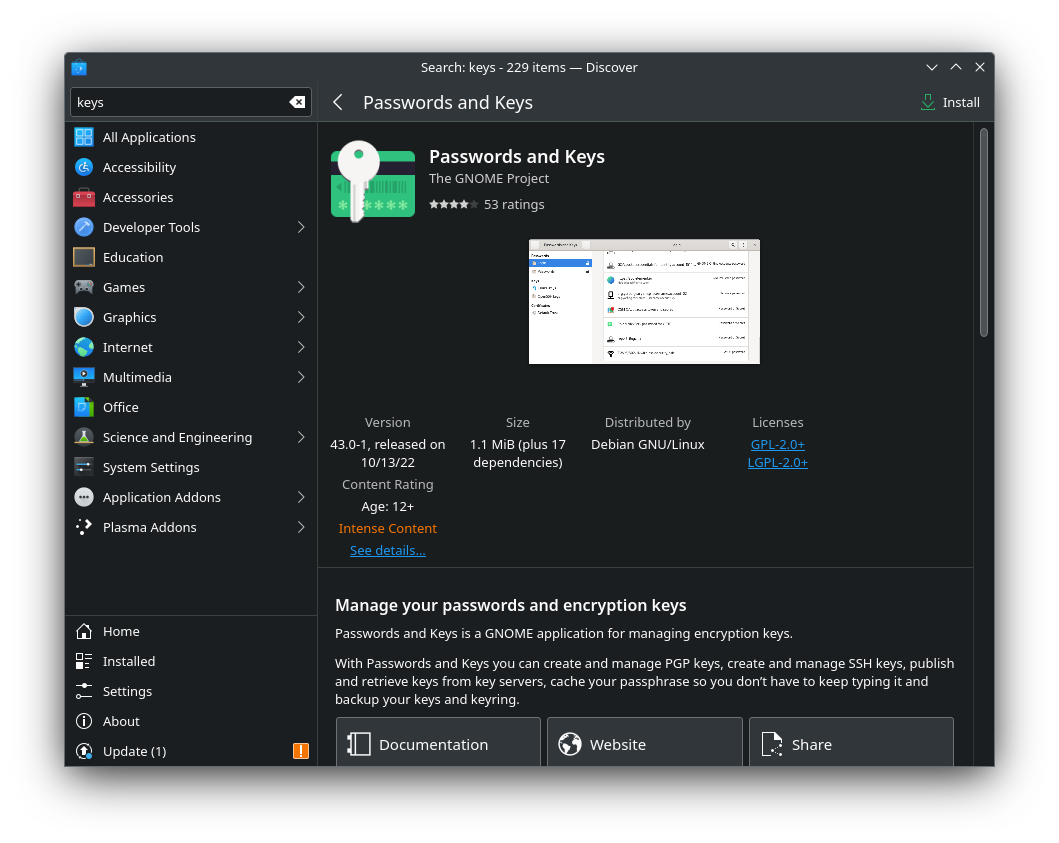 Search: keys - 229 items — Discover
keys
Passwords and Keys
Install
All Applications
Accessibility
Accessories
Developer Tools
Education
Games
Graphics
Internet
Multimedia
Office
Science and Engineering
System Settings
Application Addons
Plasma Addons
Home
Installed
Settings
About
Update (1)
Passwords and Keys
The GNOME Project
53 ratings
Version
43.0-1, released on
10/13/22
Size
1.1 MiB (plus 17
dependencies)
Distributed by
Debian GNU/Linux
Licenses
GPL-2.0+
LGPL-2.0+
Content Rating
Age: 12+
Intense Content
See details...
Manage your passwords and encryption keys
Passwords and Keys is a GNOME application for managing encryption keys.
With Passwords and Keys you can create and manage PGP keys, create and manage SSH keys, publish
and retrieve keys from key servers, cache your passphrase so you don’t have to keep typing it and
backup your keys and keyring.
Documentation
Website
Share